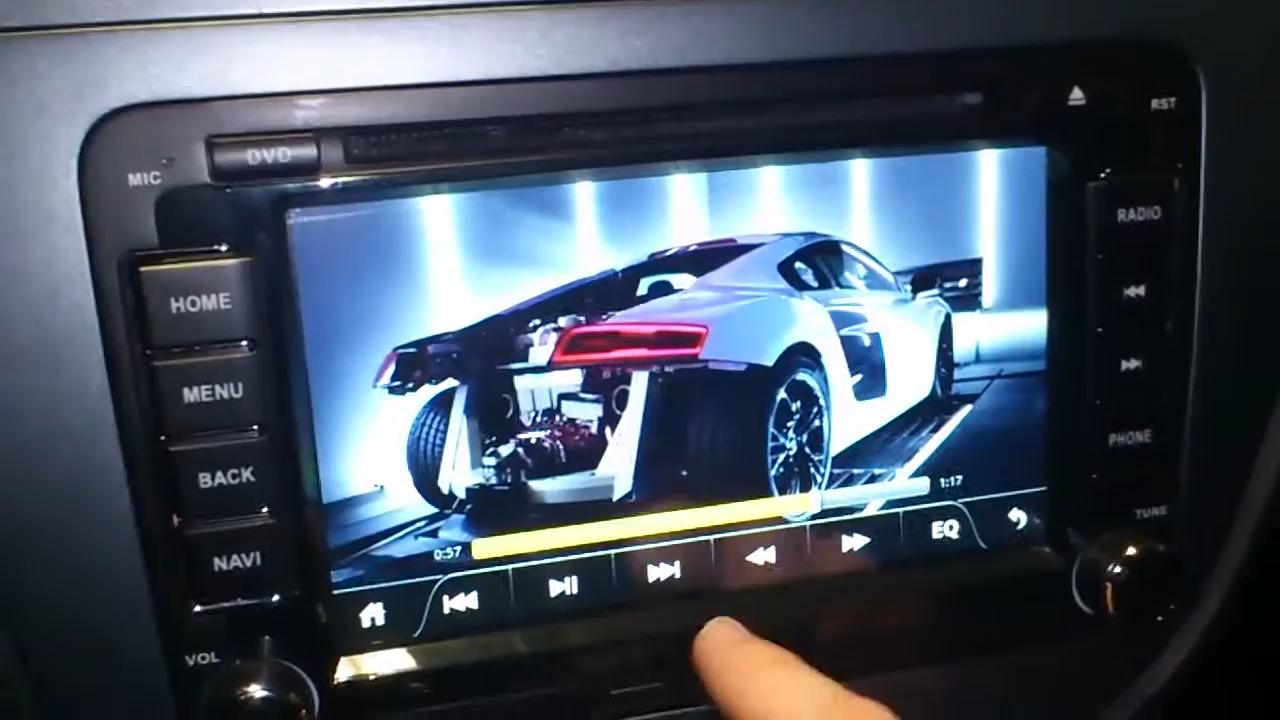 DVD
RST
MIC
RADIO
HOME
MENU
BACK
PHONE
1:17
TUNE
0:57
EQ
NAVI
VOL